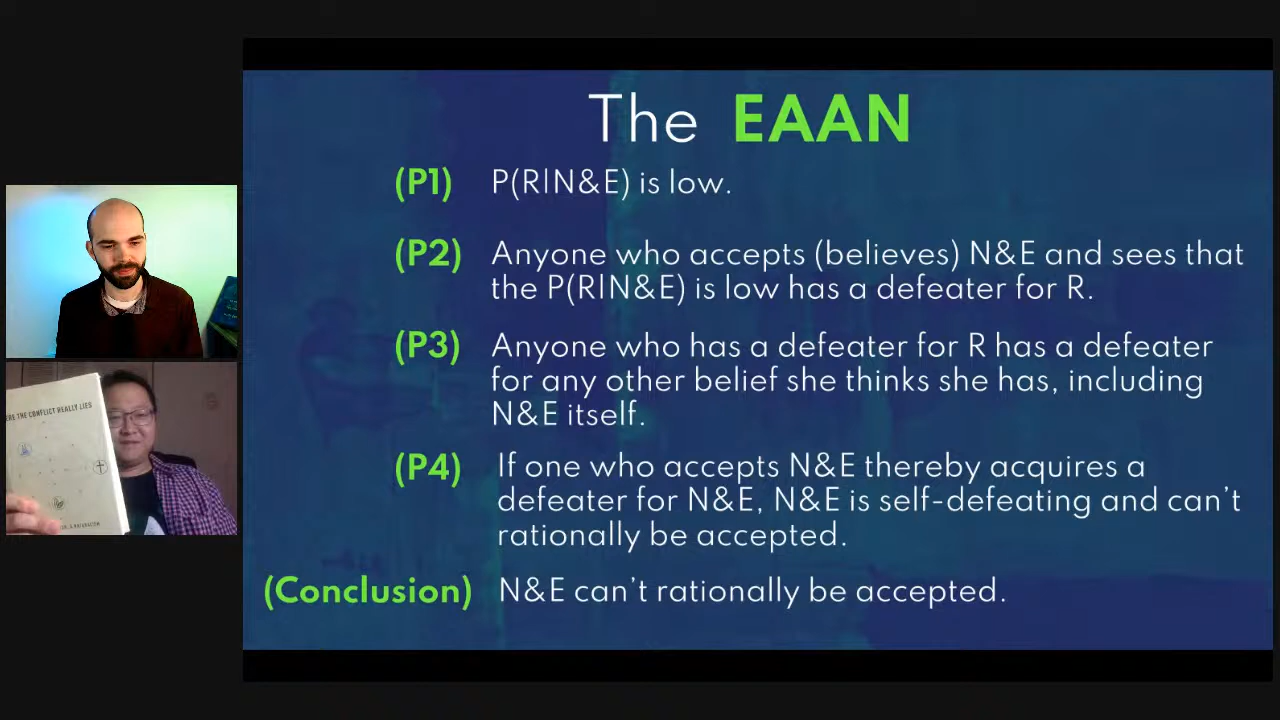 The EAAN
(P1) P(R|N&E) is low.
(P2) Anyone who accepts (believes) N&E and sees that
the P(R|N&E) is low has a defeater for R.
(P3) Anyone who has a defeater for R has a defeater
for any other belief she thinks she has, including
N&E itself.
(P4) If one who accepts N&E thereby acquires a
defeater for N&E, N&E is self-defeating and can't
rationally be accepted.
(Conclusion) N&E can't rationally be accepted.
THE CONFLICT REALLY LIES